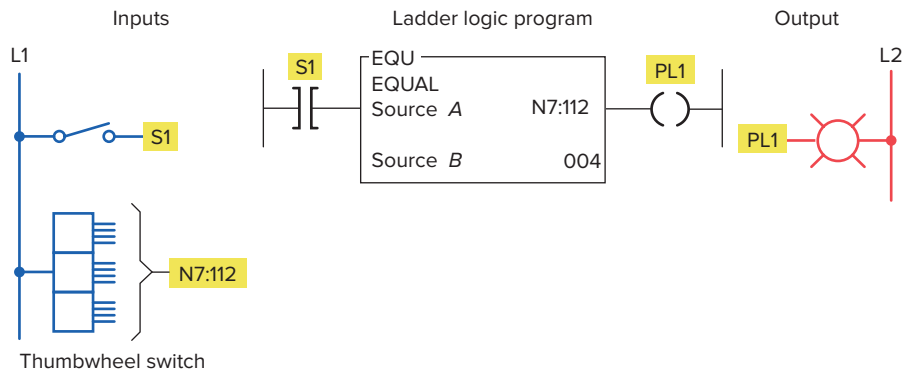 Inputs
Ladder logic program
Output
L1
L2
S1
EQU
EQUAL
Source A N7:112
Source B 004
PL1
S1
PL1
N7:112
Thumbwheel switch